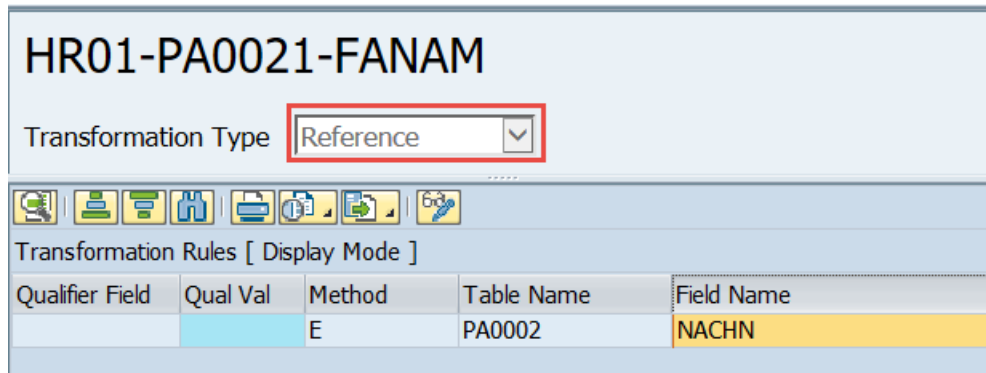 HR01-PA0021-FANAM
Transformation Type Reference
Transformation Rules [ Display Mode ]
Qualifier Field Qual Val Method Table Name Field Name
E PA0002 NACHN